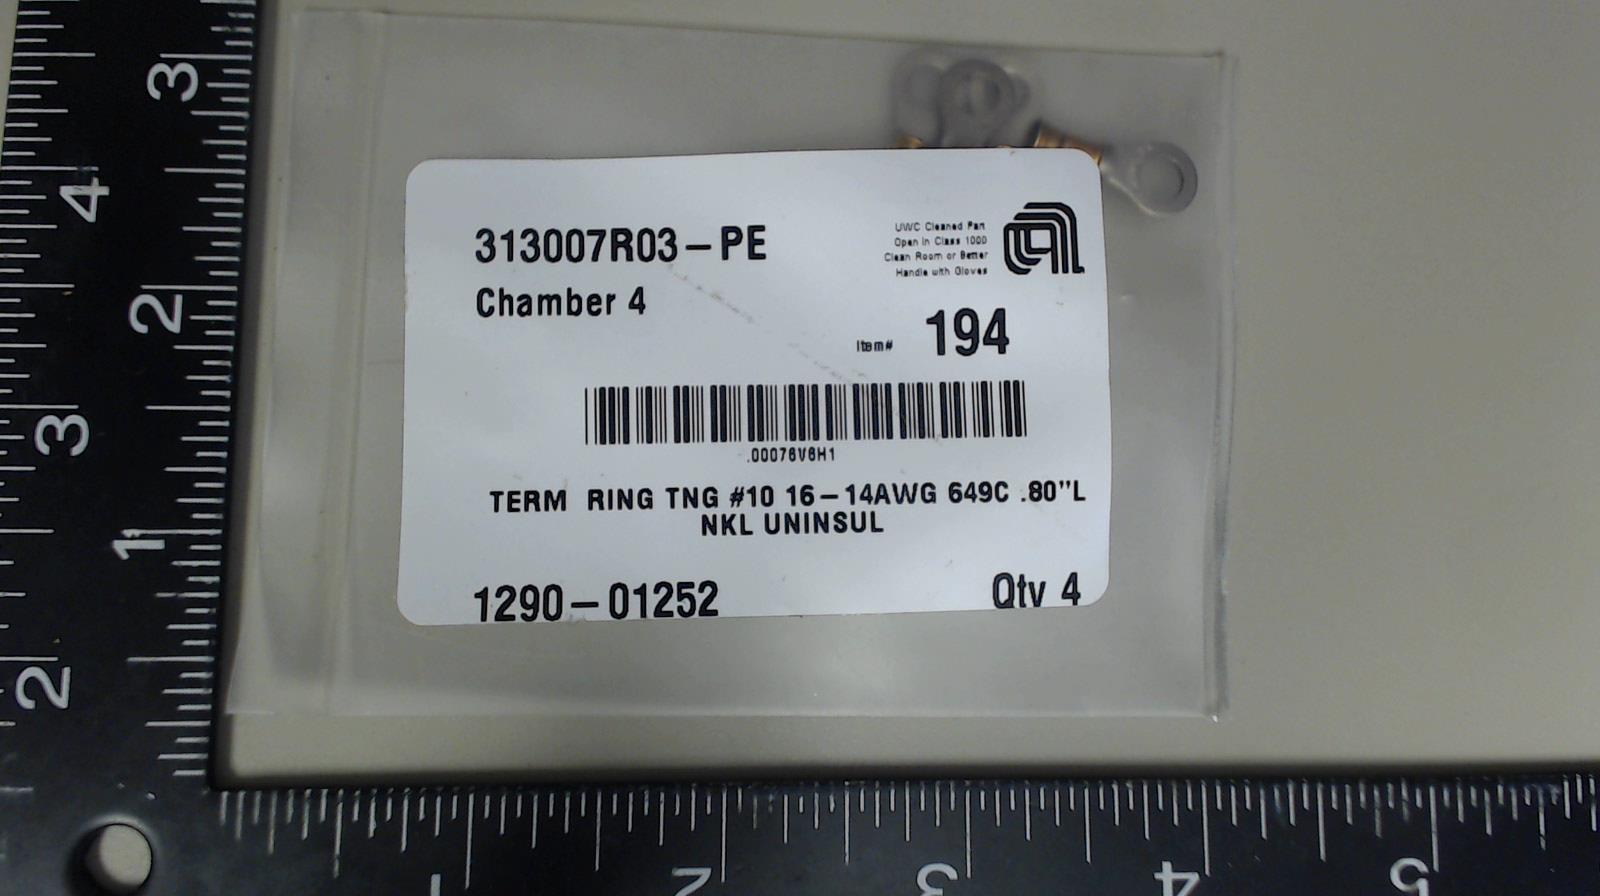 313007R03-PE
UWC Cleaned Part
Open in Class 1000
Clean Room or Better
Handle with Gloves
Chamber 4
Item# 194
.00076V6H1
TERM RING TNG #10 16-14AWG 649C .80"L
NKL UNINSUL
1290-01252 Qty 4
3
4
2
3
1
2
1 2 3 4 5